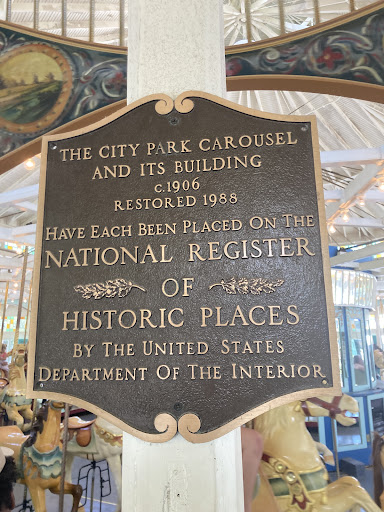 THE CITY PARK CAROUSEL
AND ITS BUILDING
c.1906
RESTORED 1988
HAVE EACH BEEN PLACED ON THE
NATIONAL REGISTER
OF
HISTORIC PLACES
BY THE UNITED STATES
DEPARTMENT OF THE INTERIOR